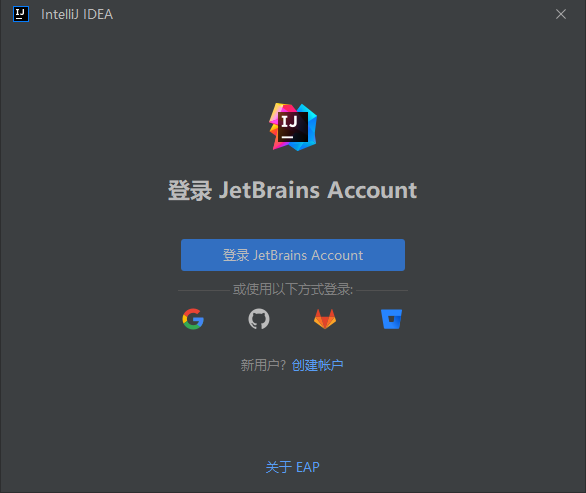 IJ IntelliJ IDEA
IJ
登录 JetBrains Account
登录 JetBrains Account
或使用以下方式登录:
新用户? 创建帐户
关于 EAP